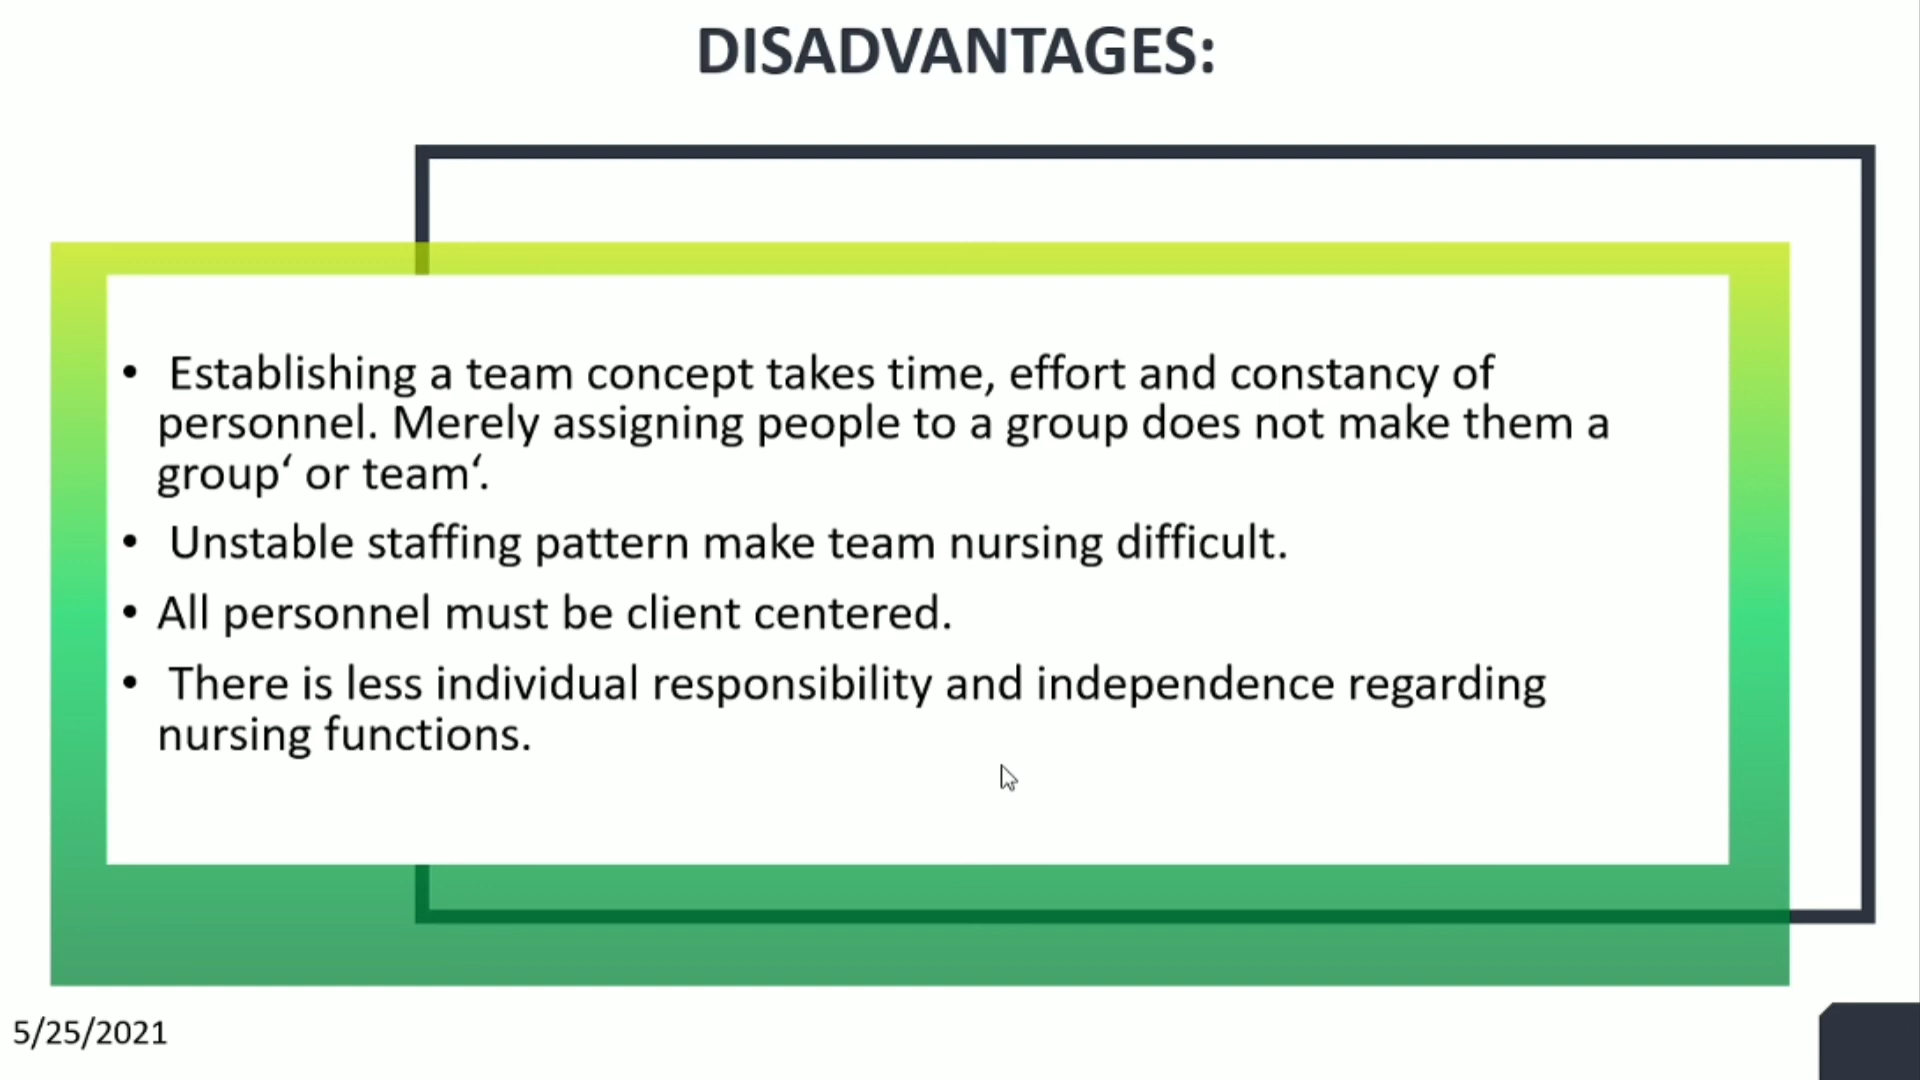 DISADVANTAGES:
• Establishing a team concept takes time, effort and constancy of
personnel. Merely assigning people to a group does not make them a
group‘ or team‘.
• Unstable staffing pattern make team nursing difficult.
• All personnel must be client centered.
• There is less individual responsibility and independence regarding
nursing functions.
5/25/2021